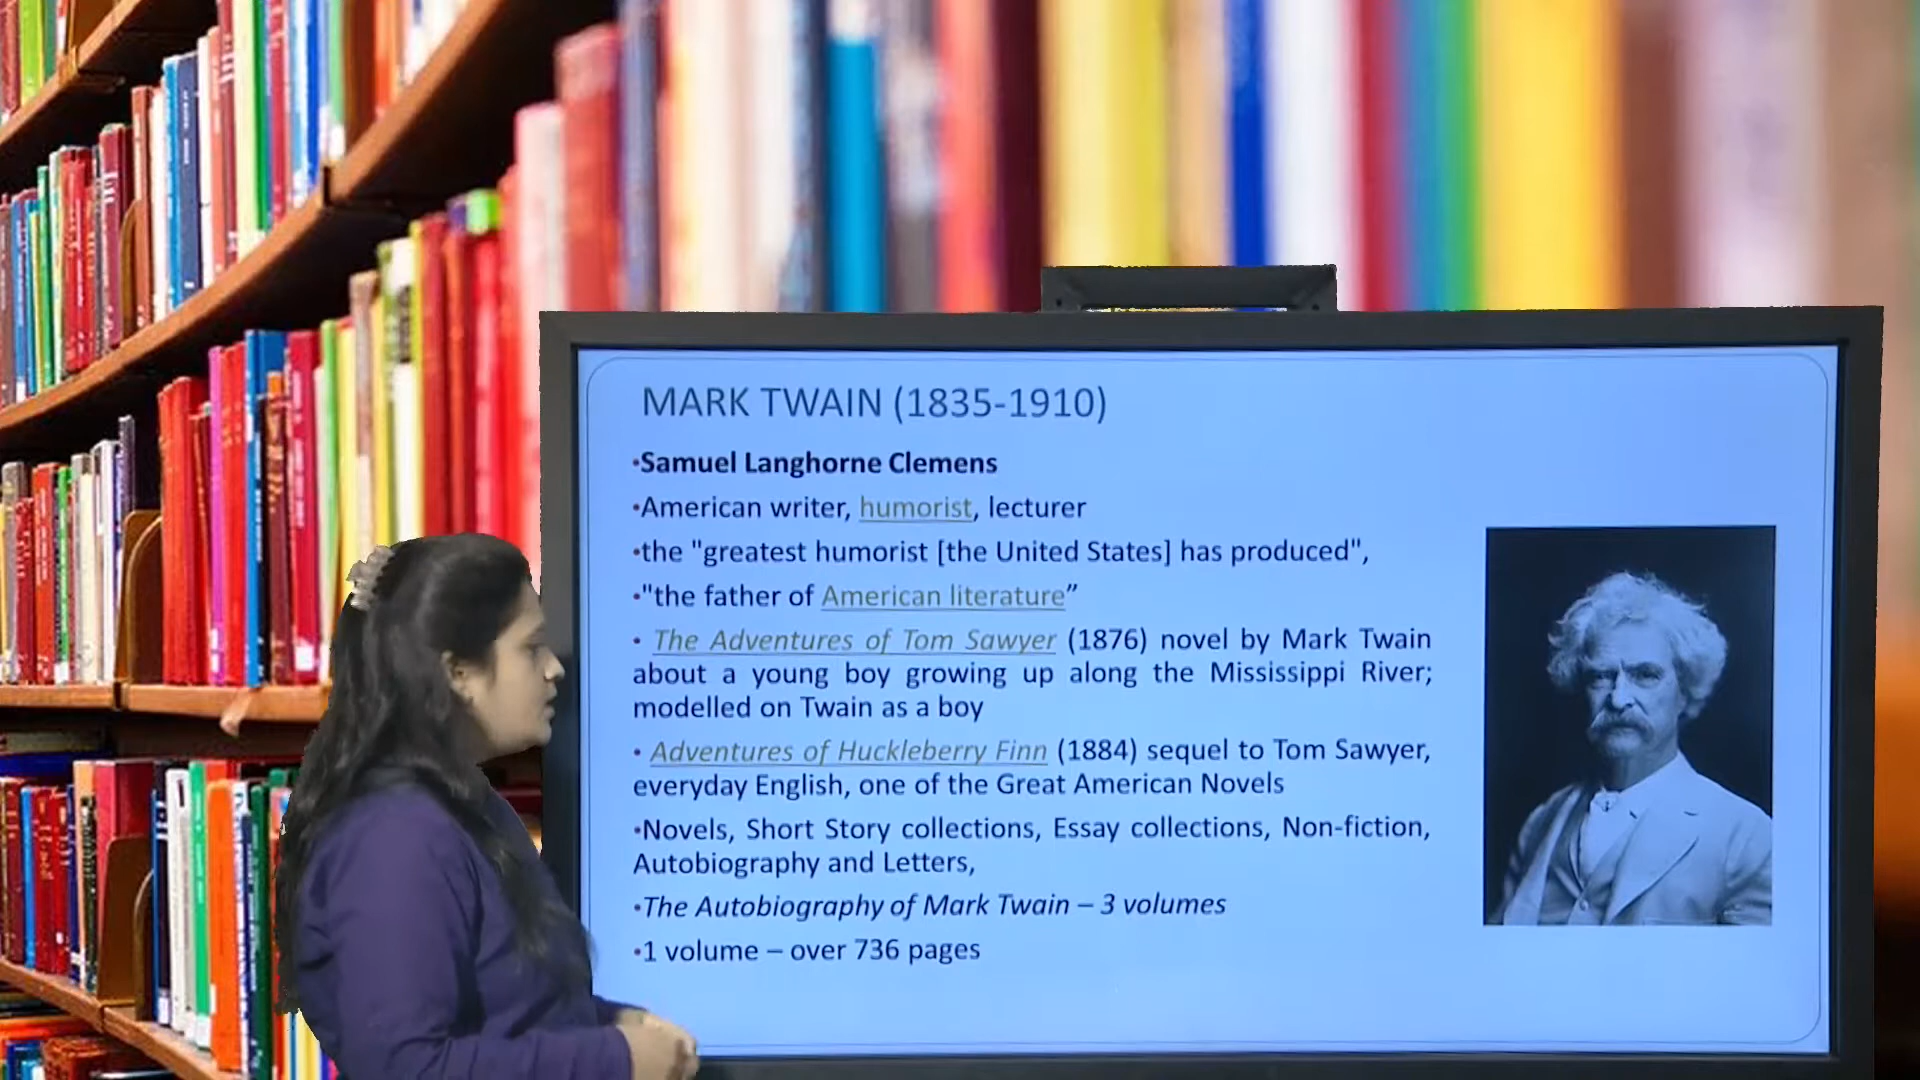 MARK TWAIN (1835-1910)
•Samuel Langhorne Clemens
•American writer, humorist, lecturer
•the "greatest humorist [the United States] has produced",
•"the father of American literature”
• The Adventures of Tom Sawyer (1876) novel by Mark Twain
about a young boy growing up along the Mississippi River;
modelled on Twain as a boy
• Adventures of Huckleberry Finn (1884) sequel to Tom Sawyer,
everyday English, one of the Great American Novels
•Novels, Short Story collections, Essay collections, Non-fiction,
Autobiography and Letters,
•The Autobiography of Mark Twain – 3 volumes
•1 volume – over 736 pages